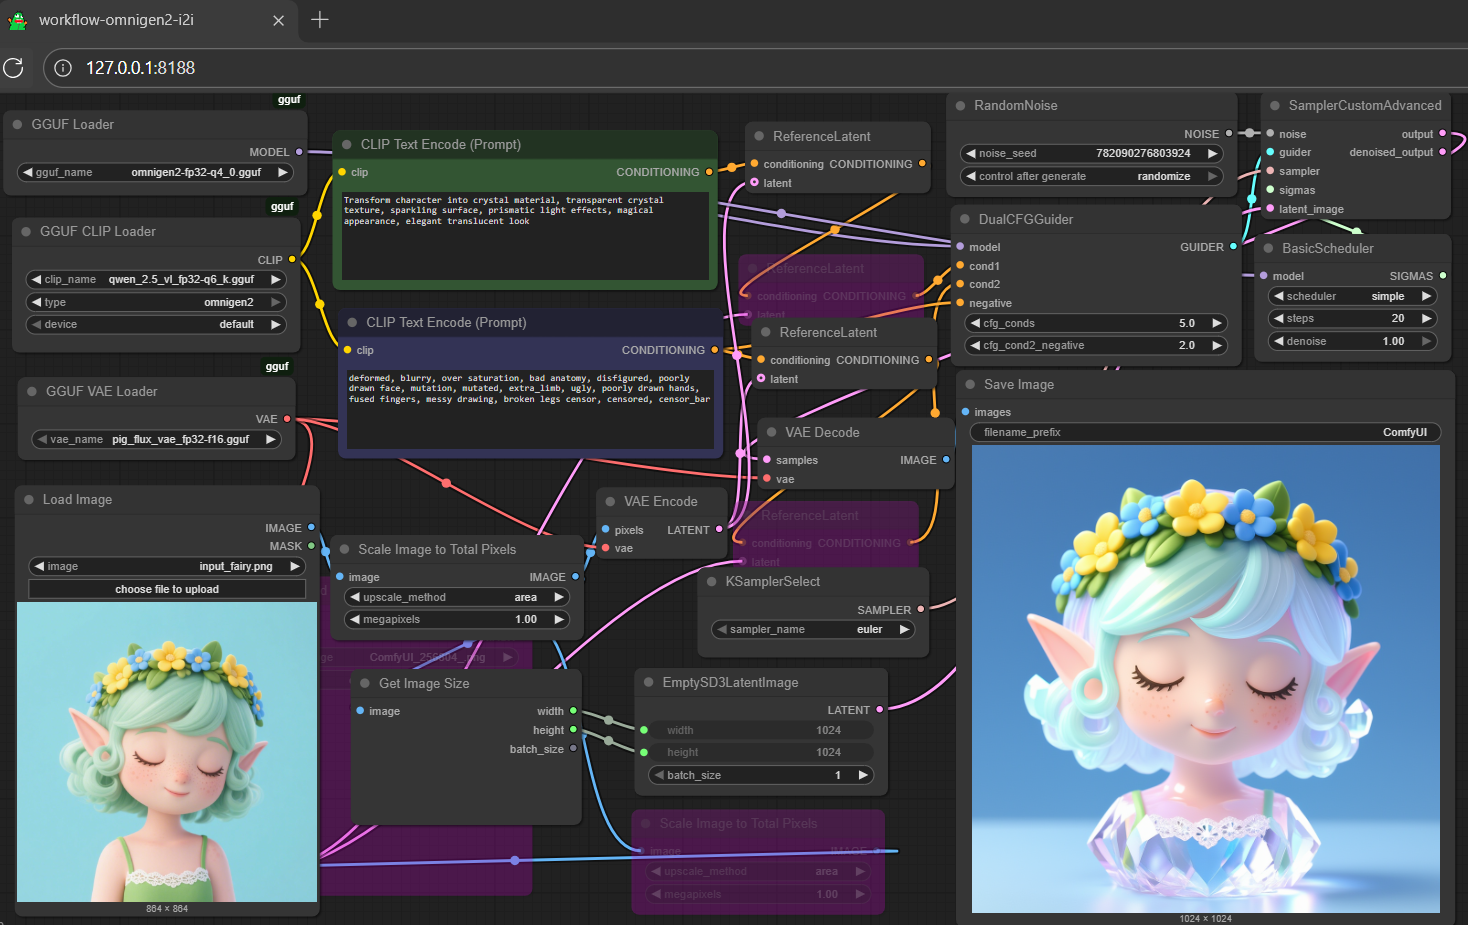 workflow-omnigen2-i2i
127.0.0.1:8188
gguf
GGUF Loader
MODEL
gguf_name omnigen2-fp32-q4_0.gguf
gguf
GGUF CLIP Loader
CLIP
clip_name qwen_2.5_vl_fp32-q6_k.gguf
type omnigen2
device default
gguf
GGUF VAE Loader
VAE
vae_name pig_flux_vae_fp32-f16.gguf
Load Image
IMAGE
MASK
image input_fairy.png
choose file to upload
864 × 864
CLIP Text Encode (Prompt)
clip CONDITIONING
Transform character into crystal material, transparent crystal
texture, sparkling surface, prismatic light effects, magical
appearance, elegant translucent look
CLIP Text Encode (Prompt)
clip CONDITIONING
deformed, blurry, over saturation, bad anatomy, disfigured, poorly
drawn face, mutation, mutated, extra_limb, ugly, poorly drawn hands,
fused fingers, messy drawing, broken legs censor, censored, censor_bar
Scale Image to Total Pixels
image IMAGE
upscale_method area
megapixels 1.00
Get Image Size
image width
height
batch_size
ReferenceLatent
conditioning CONDITIONING
latent
ReferenceLatent
conditioning CONDITIONING
latent
ReferenceLatent
conditioning CONDITIONING
latent
VAE Decode
samples IMAGE
vae
VAE Encode
pixels LATENT
vae
ReferenceLatent
conditioning CONDITIONING
latent
KSamplerSelect
SAMPLER
sampler_name euler
EmptySD3LatentImage
LATENT
width 1024
height 1024
batch_size 1
Scale Image to Total Pixels
image IMAGE
upscale_method area
megapixels 1.00
RandomNoise
NOISE
noise_seed 782090276803924
control after generate randomize
DualCFGGuider
model GUIDER
cond1
cond2
negative
cfg_conds 5.0
cfg_cond2_negative 2.0
SamplerCustomAdvanced
noise output
guider denoised_output
sampler
sigmas
latent_image
BasicScheduler
model SIGMAS
scheduler simple
steps 20
denoise 1.00
Save Image
images
filename_prefix ComfyUI
1024 × 1024